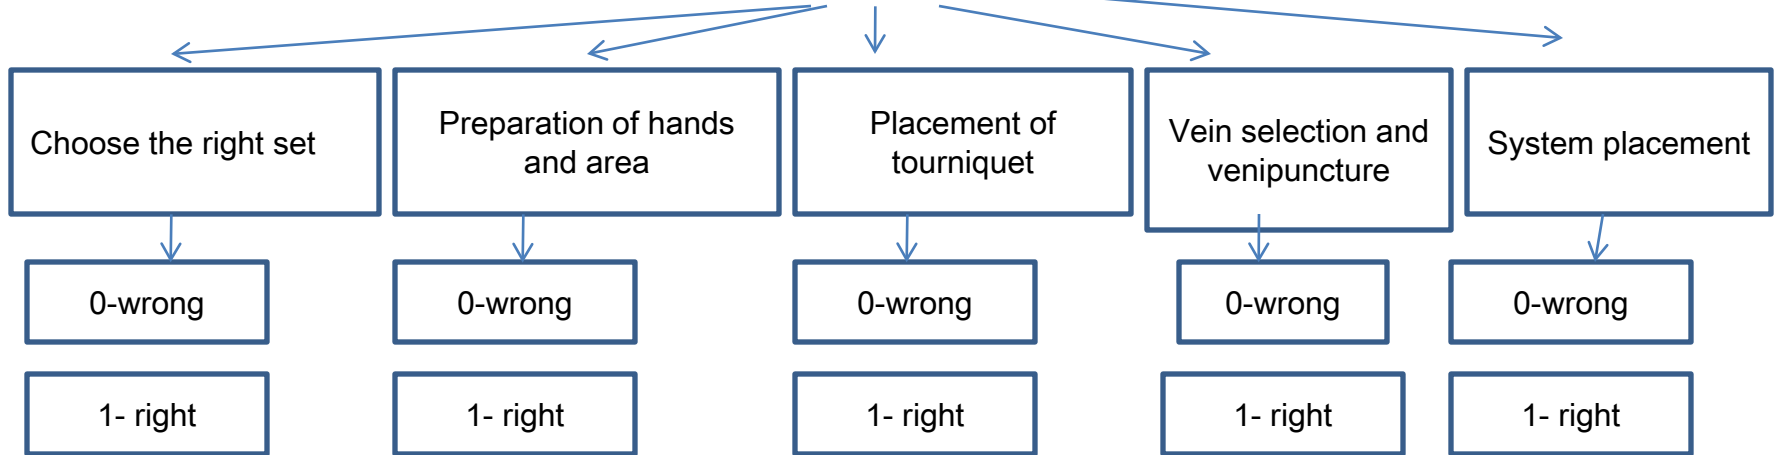 Choose the right set
Preparation of hands
and area
Placement of
tourniquet
Vein selection and
venipuncture
System placement
0-wrong
0-wrong
0-wrong
0-wrong
0-wrong
1- right
1- right
1- right
1- right
1- right